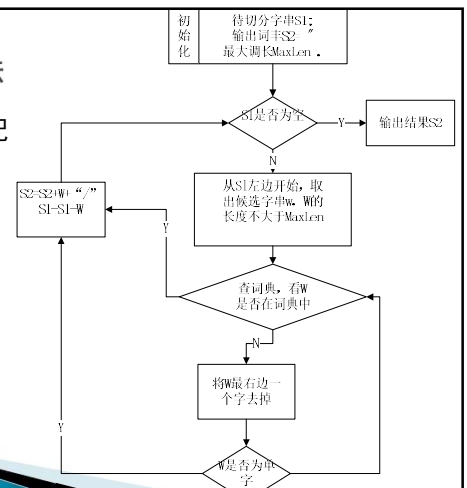 初
始
化
待切分字串S1;
输出词丰S2-″
最大调长MaxLen .
S1是否为空
Y
输出结果S2
N
从S1左边开始, 取
出候选字串w. W的
长度不大于MaxLen
S2-S2+W+ “/”
S1-S1-W
Y
查词典, 看W
是否在词典中
N
将W最右边一
个字去掉
Y
W是否为单
字